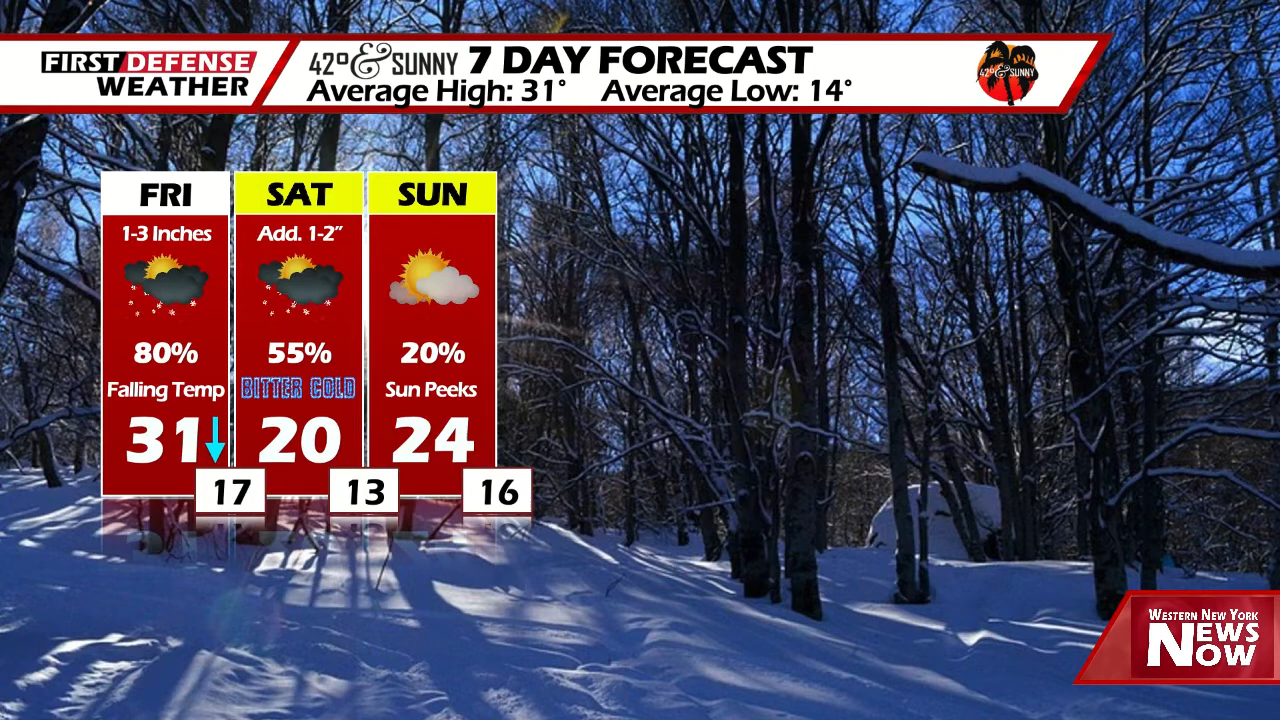 FIRST DEFENSE
WEATHER
42º & SUNNY 7 DAY FORECAST
Average High: 31° Average Low: 14°
42º & SUNNY
FRI
1-3 Inches
80%
Falling Temp
31
17
SAT
Add. 1-2”
55%
BITTER COLD
20
13
SUN
20%
Sun Peeks
24
16
WESTERN NEW YORK
NEWS
NOW